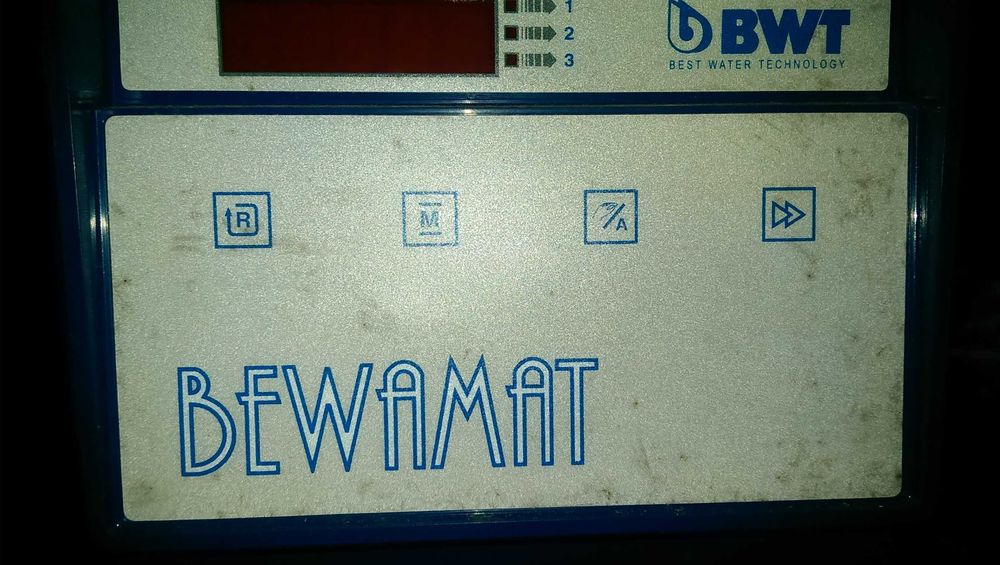 1
2
3
BWT
BEST WATER TECHNOLOGY
R
M
A
BEWAMAT